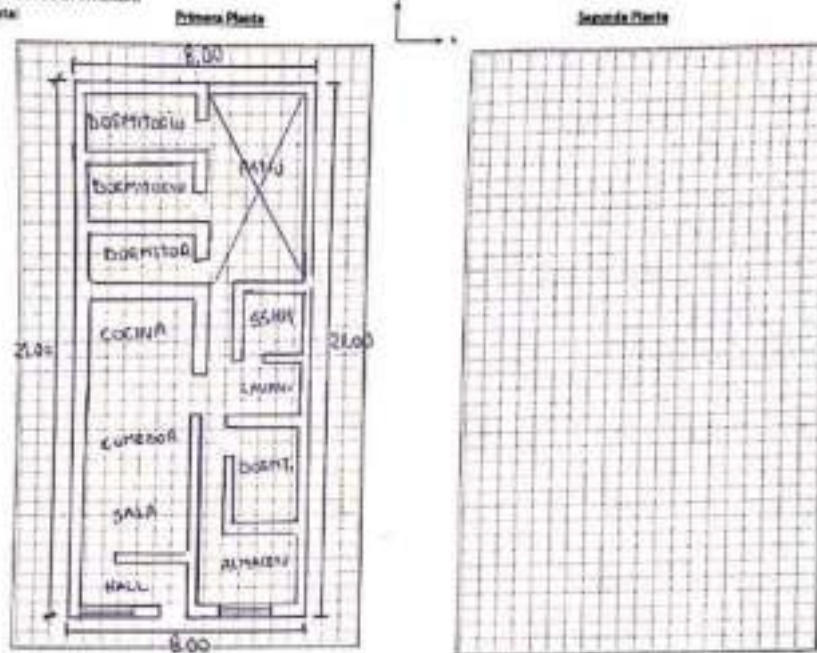 Primera Planta
Segunda Planta
8,00
DORMITORIO
PATIO
DORMITORIO
DORMITOR
COCINA
SSHH
21.00
21.00
LAVAN
COMEDOR
DORMT.
SALA
ALMACEN
HALL
8.00